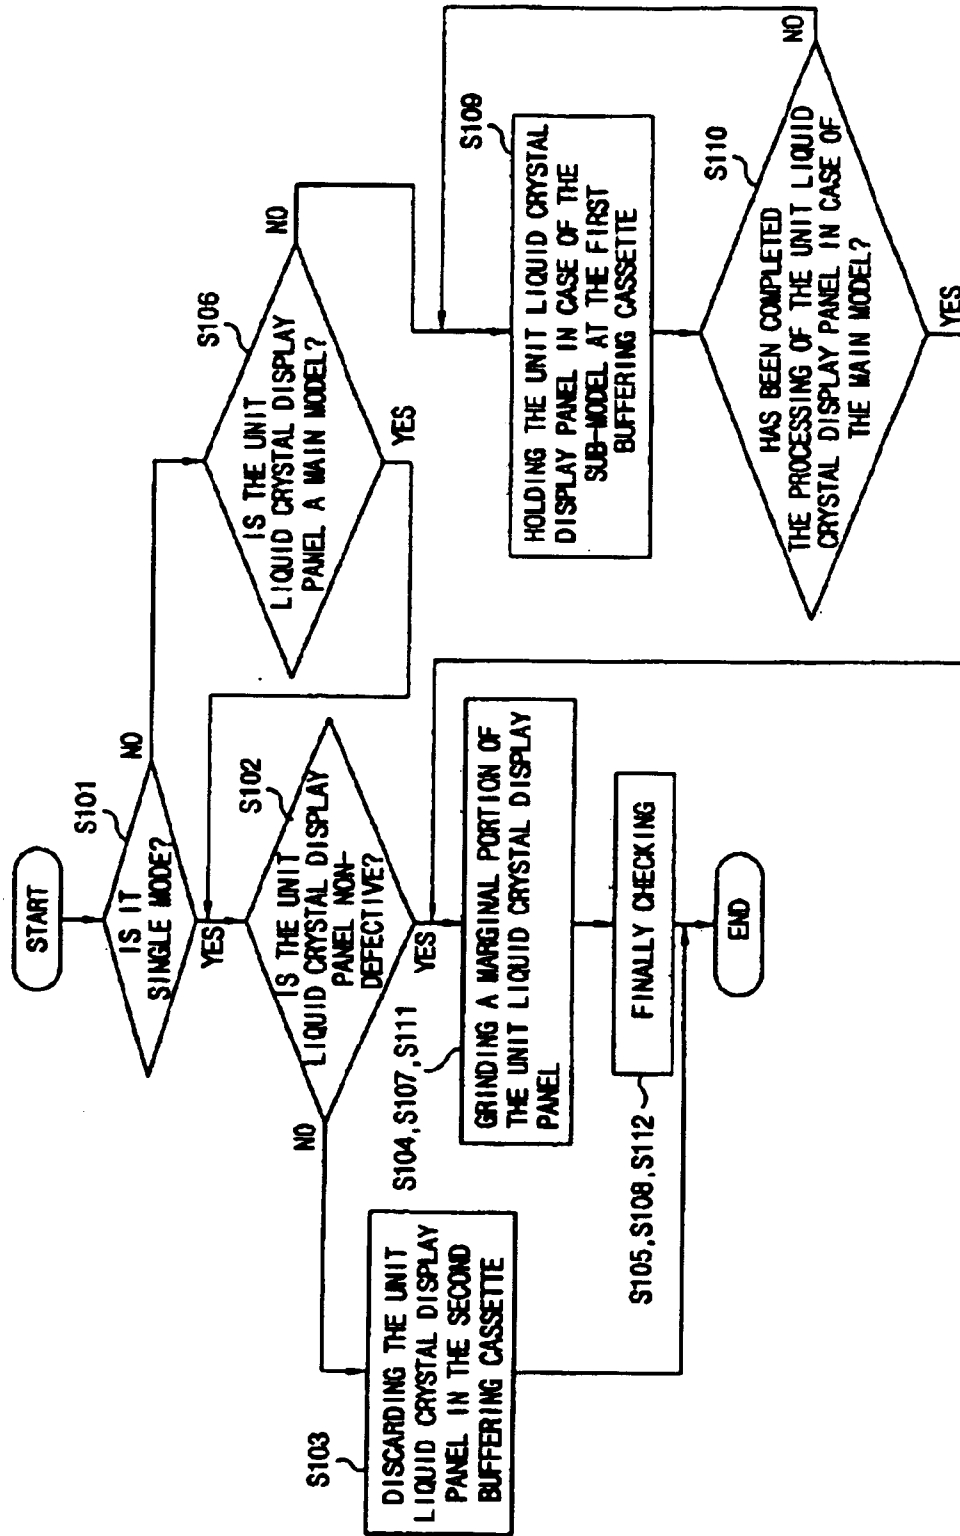 START
S101
IS IT
SINGLE MODE?
NO
YES
S102
IS THE UNIT
LIQUID CRYSTAL DISPLAY
PANEL NON-
DEFECTIVE?
NO
YES
S103
DISCARDING THE UNIT
LIQUID CRYSTAL DISPLAY
PANEL IN THE SECOND
BUFFERING CASSETTE
S104,S107,S111
GRINDING A MARGINAL PORTION OF
THE UNIT LIQUID CRYSTAL DISPLAY
PANEL
S105,S108,S112
FINALLY CHECKING
END
S106
IS THE UNIT
LIQUID CRYSTAL DISPLAY
PANEL A MAIN MODEL?
NO
YES
S109
HOLDING THE UNIT LIQUID CRYSTAL
DISPLAY PANEL IN CASE OF THE
SUB-MODEL AT THE FIRST
BUFFERING CASSETTE
S110
HAS BEEN COMPLETED
THE PROCESSING OF THE UNIT LIQUID
CRYSTAL DISPLAY PANEL IN CASE OF
THE MAIN MODEL?
NO
YES